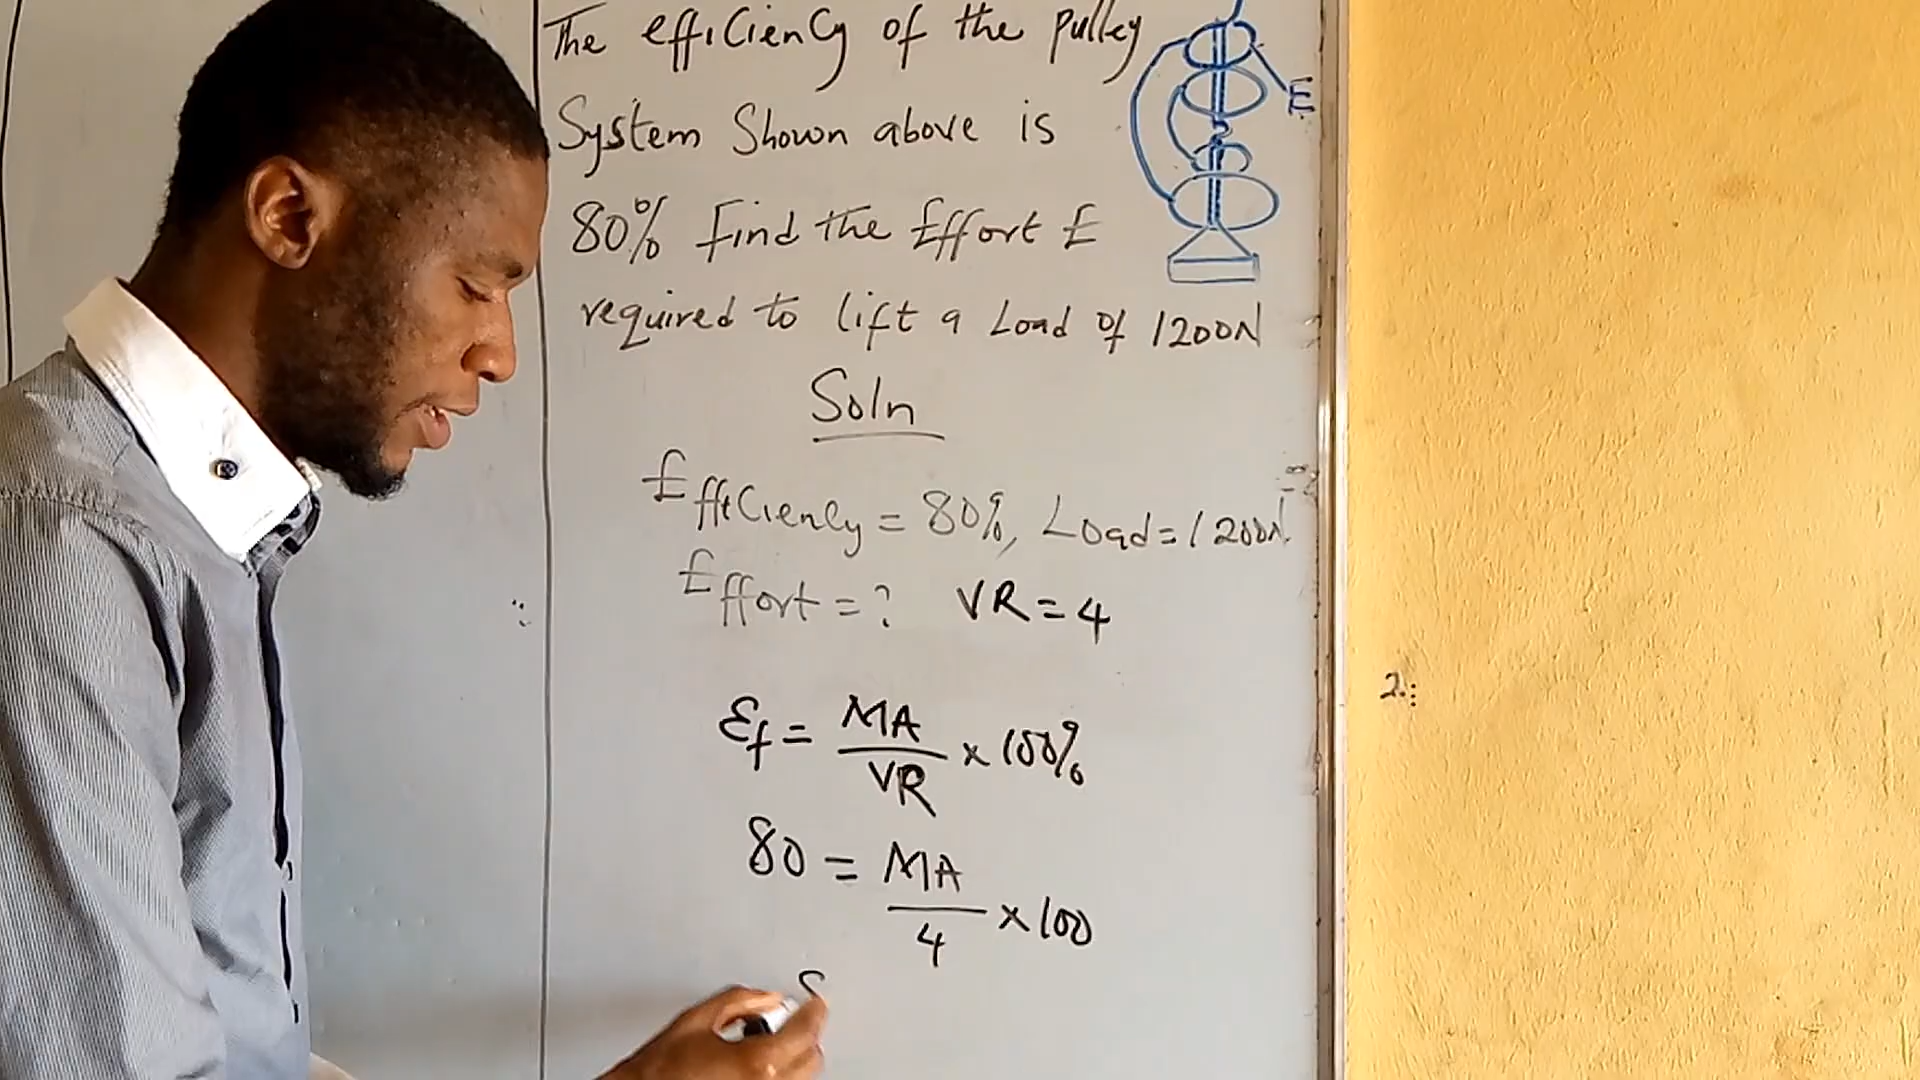 The efficiency of the pulley
E
System Shown above is
80% Find the Effort E
required to lift a Load of 1200N
Soln
Efficiency = 80%, Load = 1200N
Effort = ? VR = 4
Ef = MA/VR × 100%
80 = MA/4 × 100
2.: